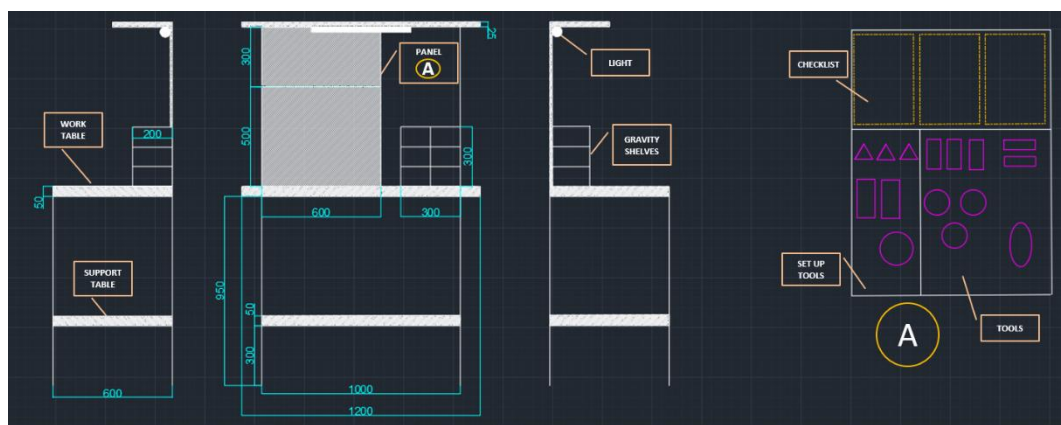 WORK
TABLE
200
50
SUPPORT
TABLE
600
300
500
PANEL
A
25
300
600
300
950
50
300
1000
1200
LIGHT
GRAVITY
SHELVES
CHECKLIST
SET UP
TOOLS
A
TOOLS